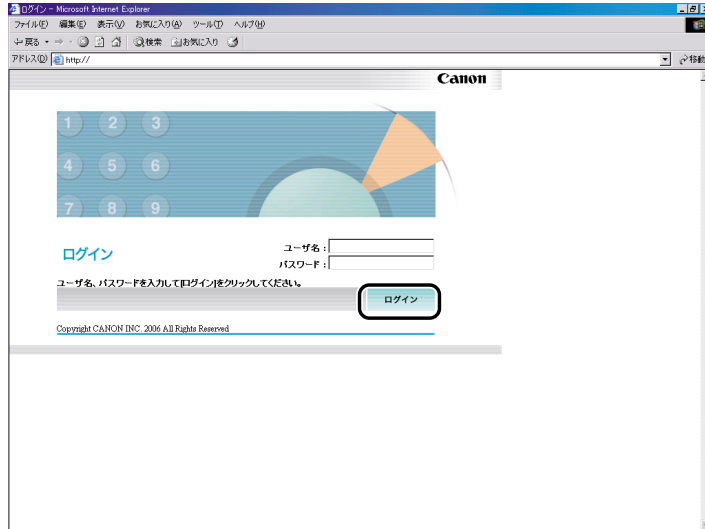 ログイン - Microsoft Internet Explorer
ファイル(F) 編集(E) 表示(V) お気に入り(A) ツール(T) ヘルプ(H)
戻る 検索 お気に入り
アドレス(D) http:// 移動
Canon
1 2 3
4 5 6
7 8 9
ログイン
ユーザ名 :
パスワード :
ユーザ名、パスワードを入力して[ログイン]をクリックしてください。
ログイン
Copyright CANON INC. 2006 All Rights Reserved